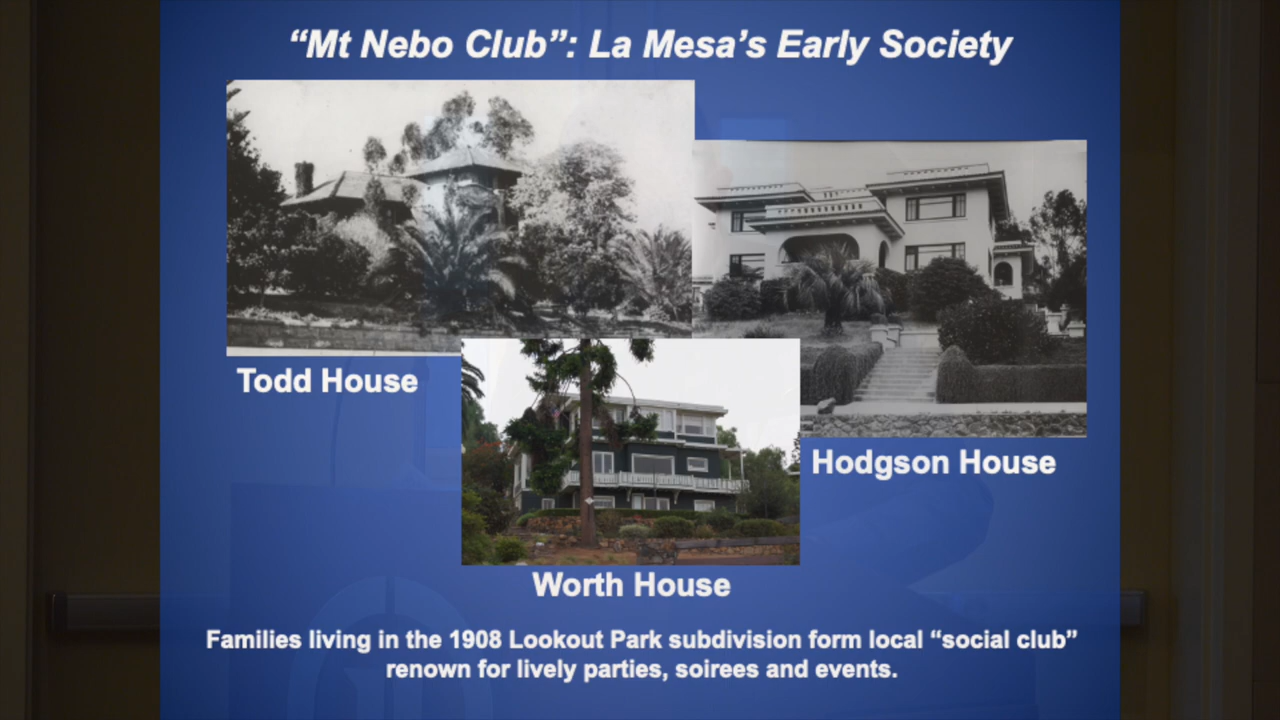 “Mt Nebo Club”: La Mesa’s Early Society
Todd House
Hodgson House
Worth House
Families living in the 1908 Lookout Park subdivision form local “social club”
renown for lively parties, soirees and events.